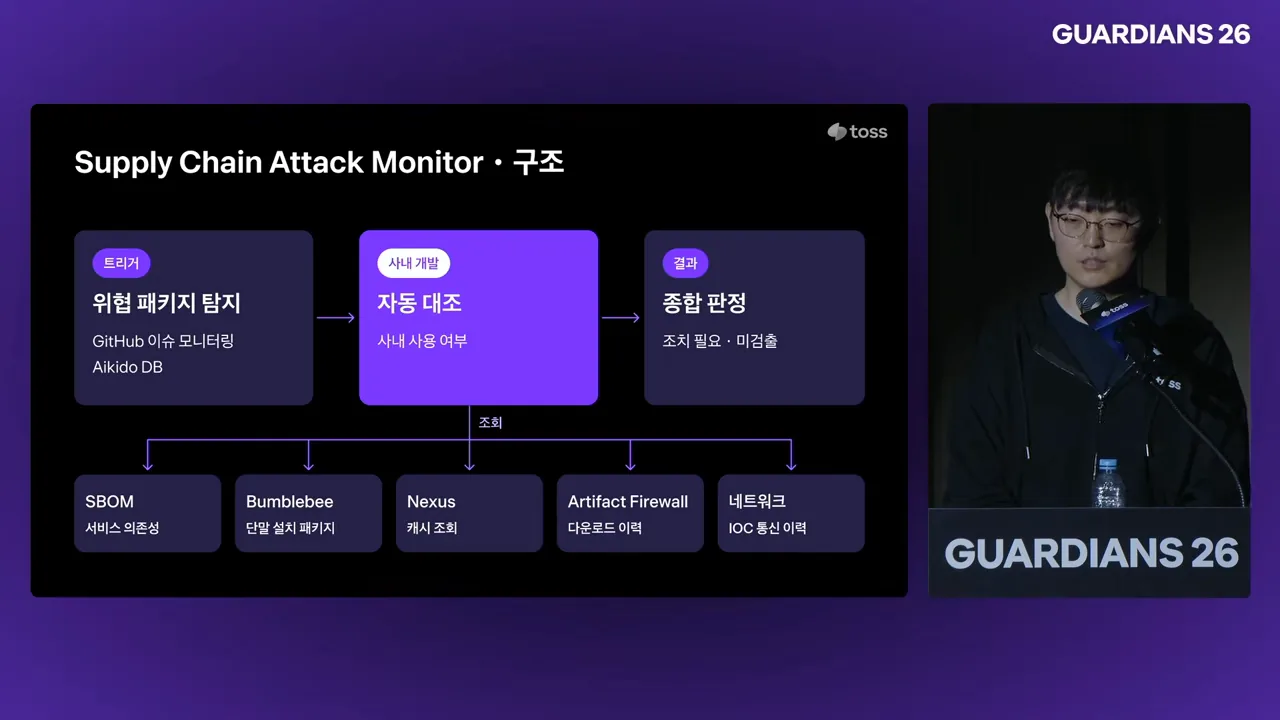 GUARDIANS 26
toss
Supply Chain Attack Monitor · 구조
트리거
위협 패키지 탐지
GitHub 이슈 모니터링
Aikido DB
사내 개발
자동 대조
사내 사용 여부
결과
종합 판정
조치 필요 · 미검출
조회
SBOM
서비스 의존성
Bumblebee
단말 설치 패키지
Nexus
캐시 조회
Artifact Firewall
다운로드 이력
네트워크
IOC 통신 이력
toss
GUARDIANS 26